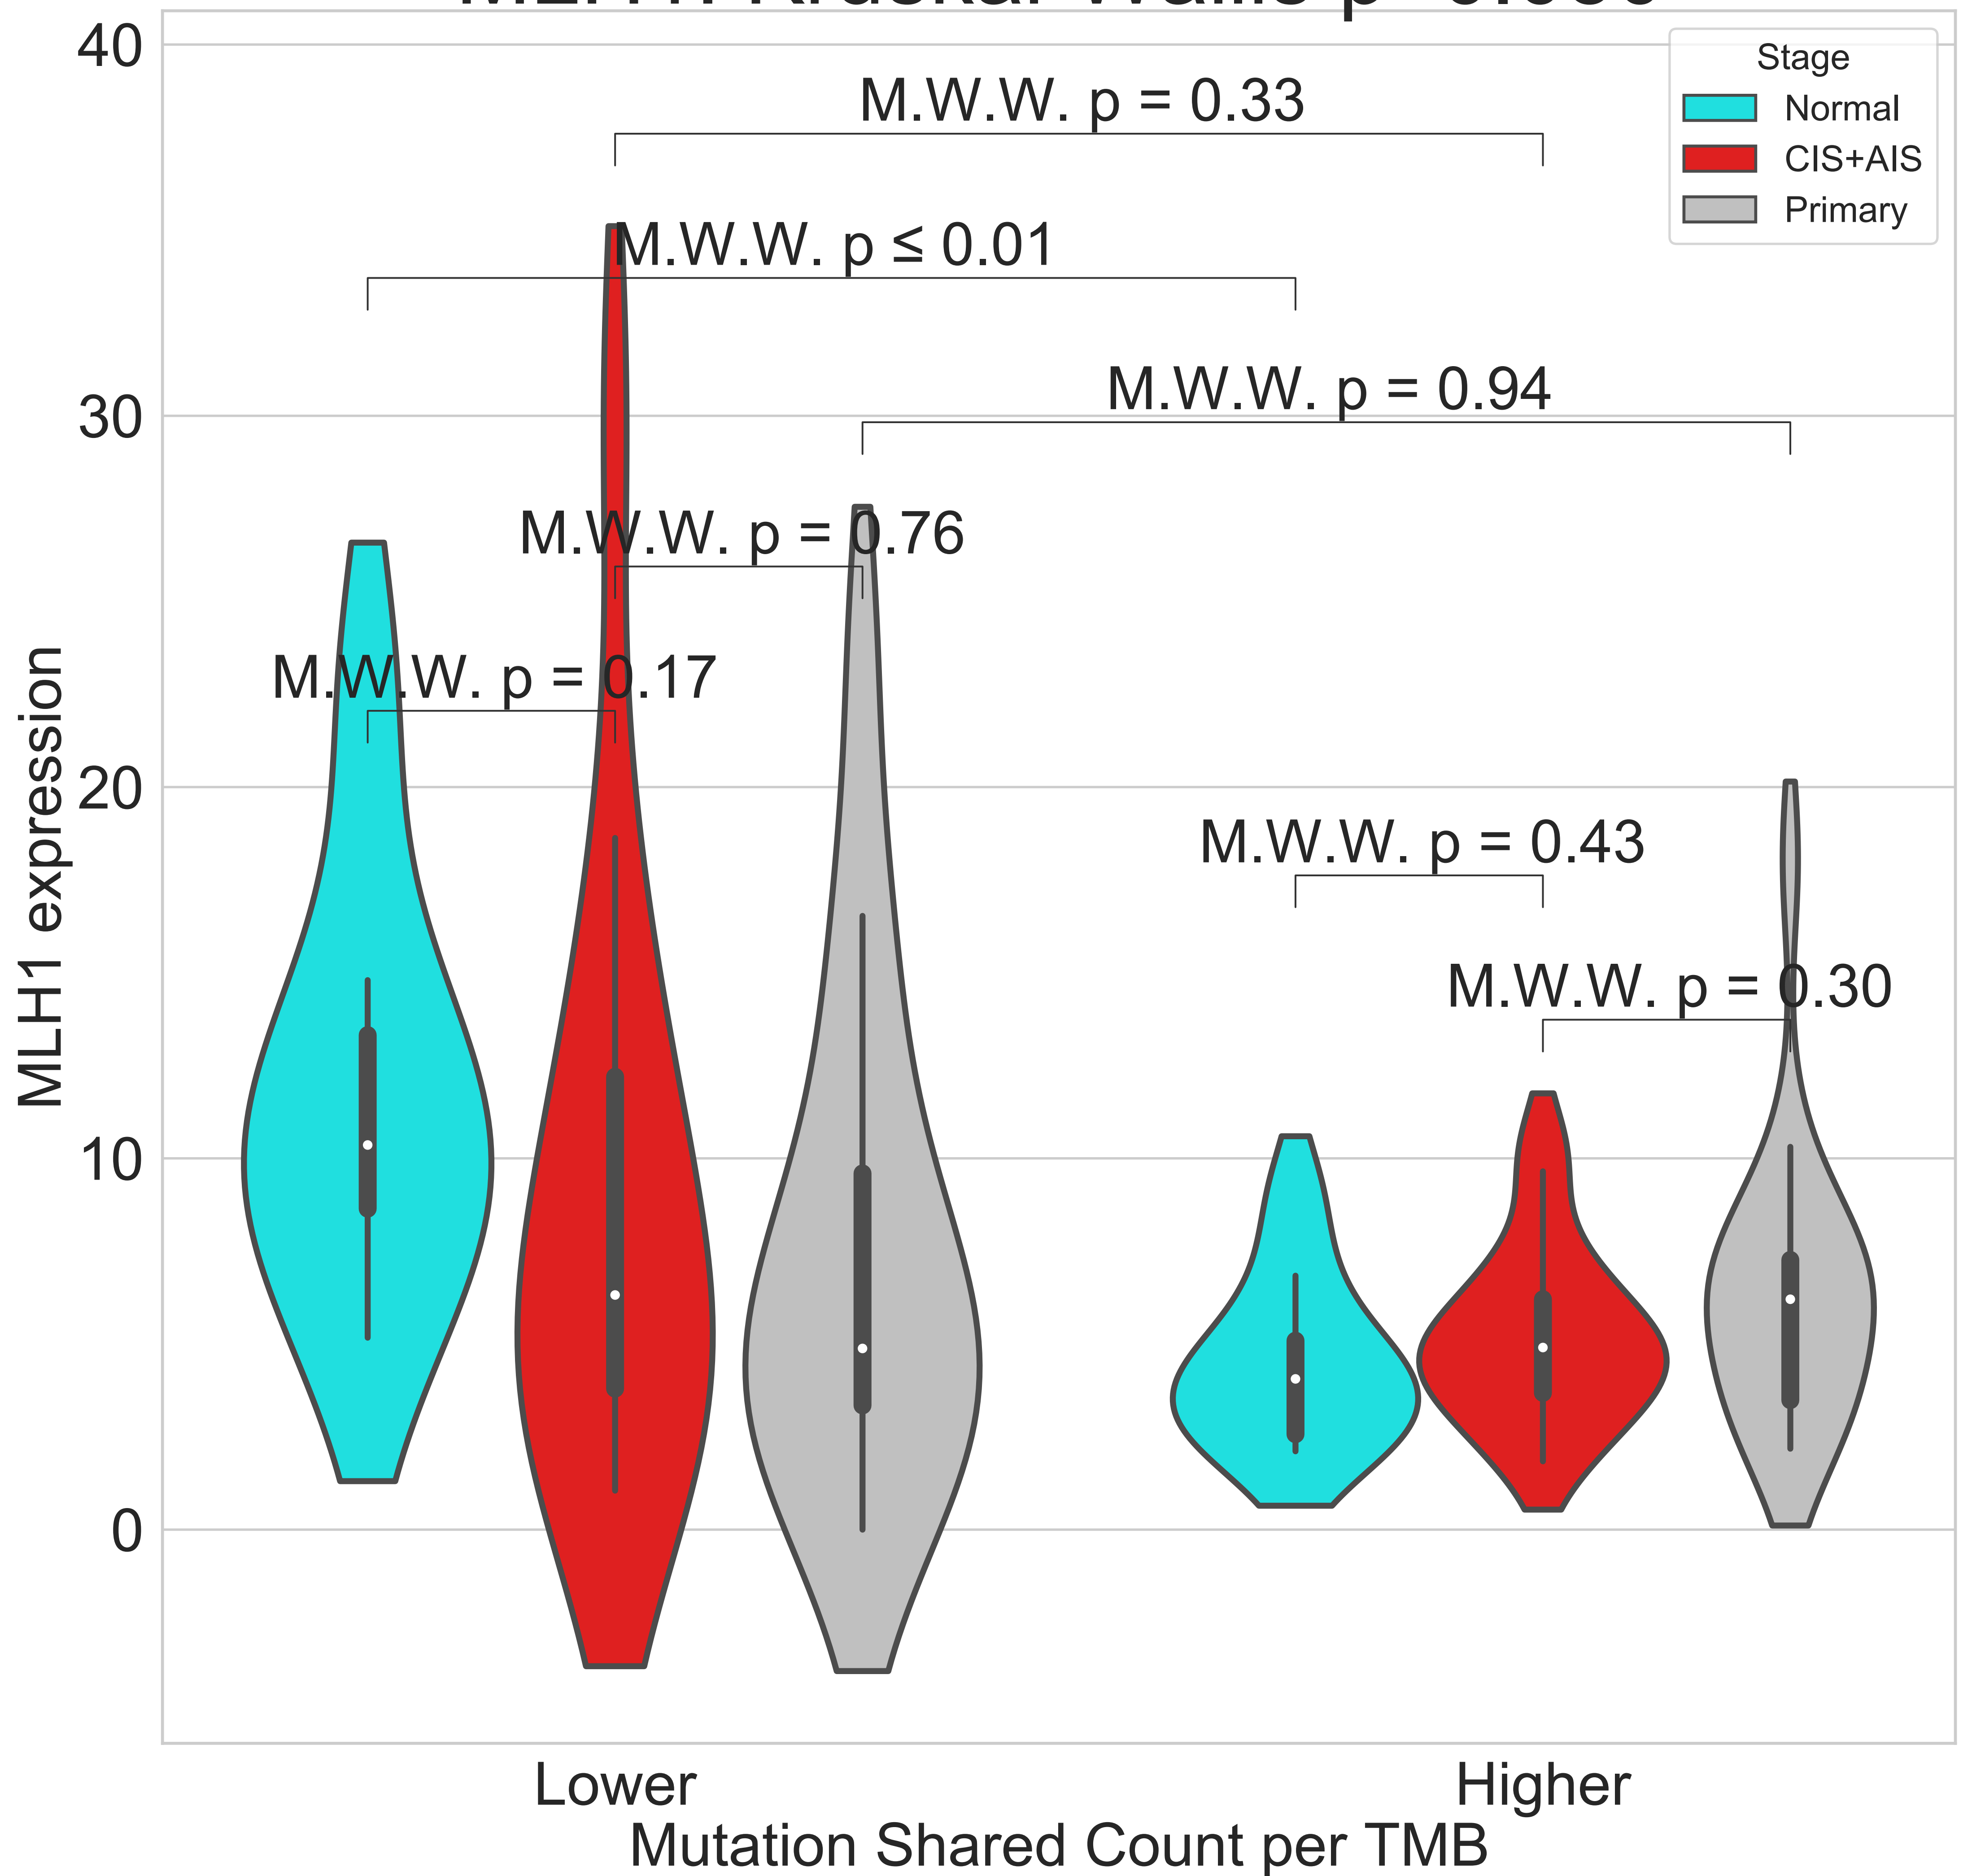 40
Stage
Normal
CIS+AIS
Primary
M.W.W. p = 0.33
M.W.W. p ≤ 0.01
30
M.W.W. p = 0.94
M.W.W. p = 0.76
M.W.W. p = 0.17
20
M.W.W. p = 0.43
M.W.W. p = 0.30
10
0
MLH1 expression
Lower
Higher
Mutation Shared Count per TMB